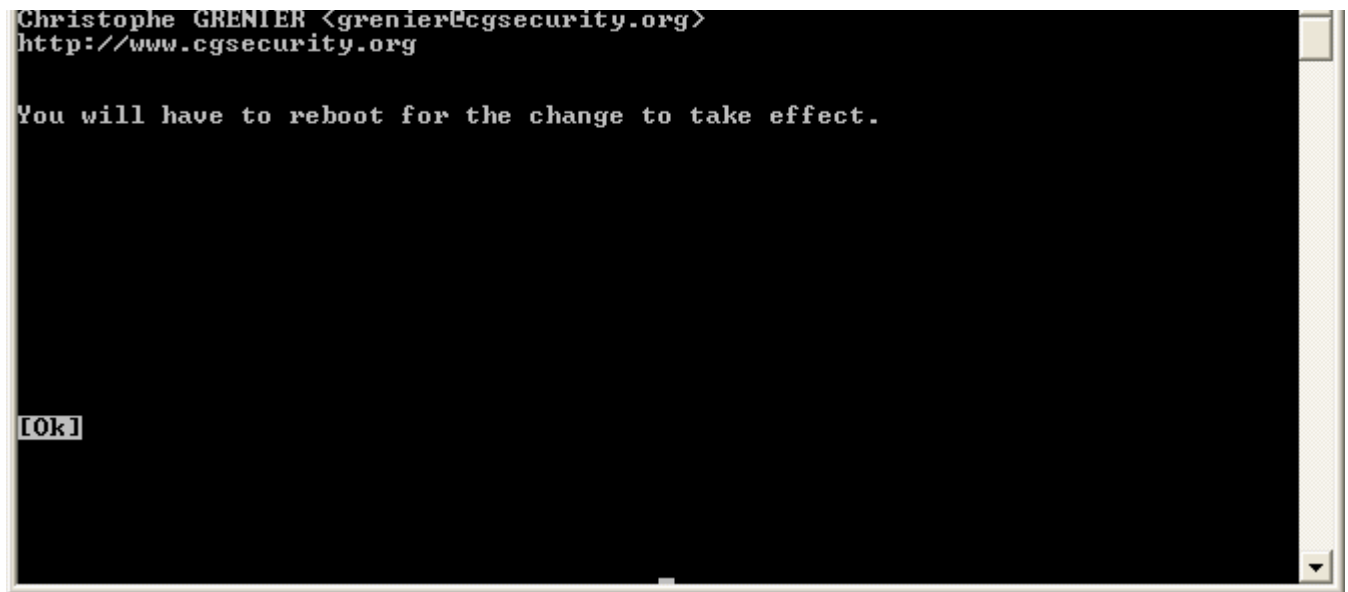 Christophe GRENIER <grenier@cgsecurity.org>
http://www.cgsecurity.org
You will have to reboot for the change to take effect.
[Ok]